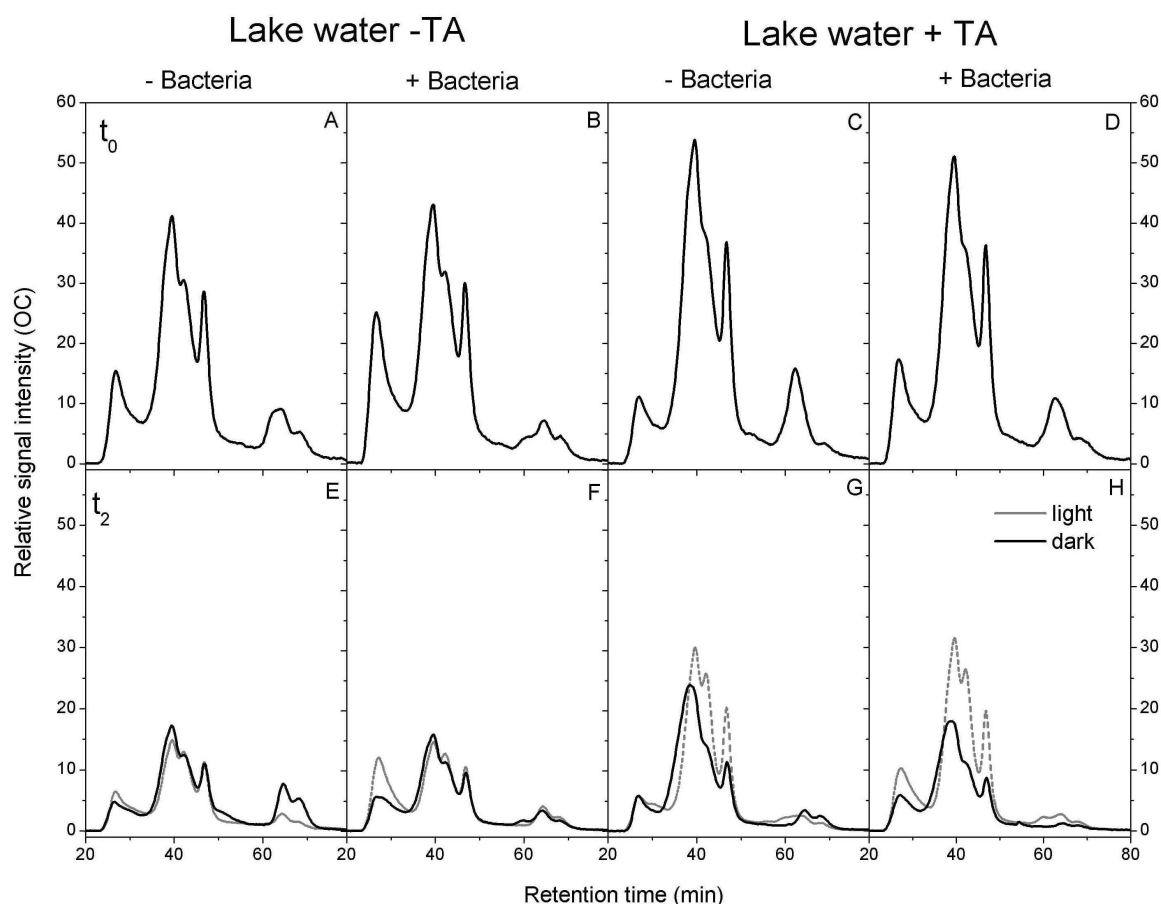 Lake water -TA
Lake water + TA
- Bacteria
+ Bacteria
- Bacteria
+ Bacteria
60
50
40
30
20
10
0
t0
A
B
C
D
60
50
40
30
20
10
0
50
40
30
20
10
0
t2
E
F
G
H
light
dark
50
40
30
20
10
0
20
40
60
20
40
60
20
40
60
20
40
60
80
Relative signal intensity (OC)
Retention time (min)